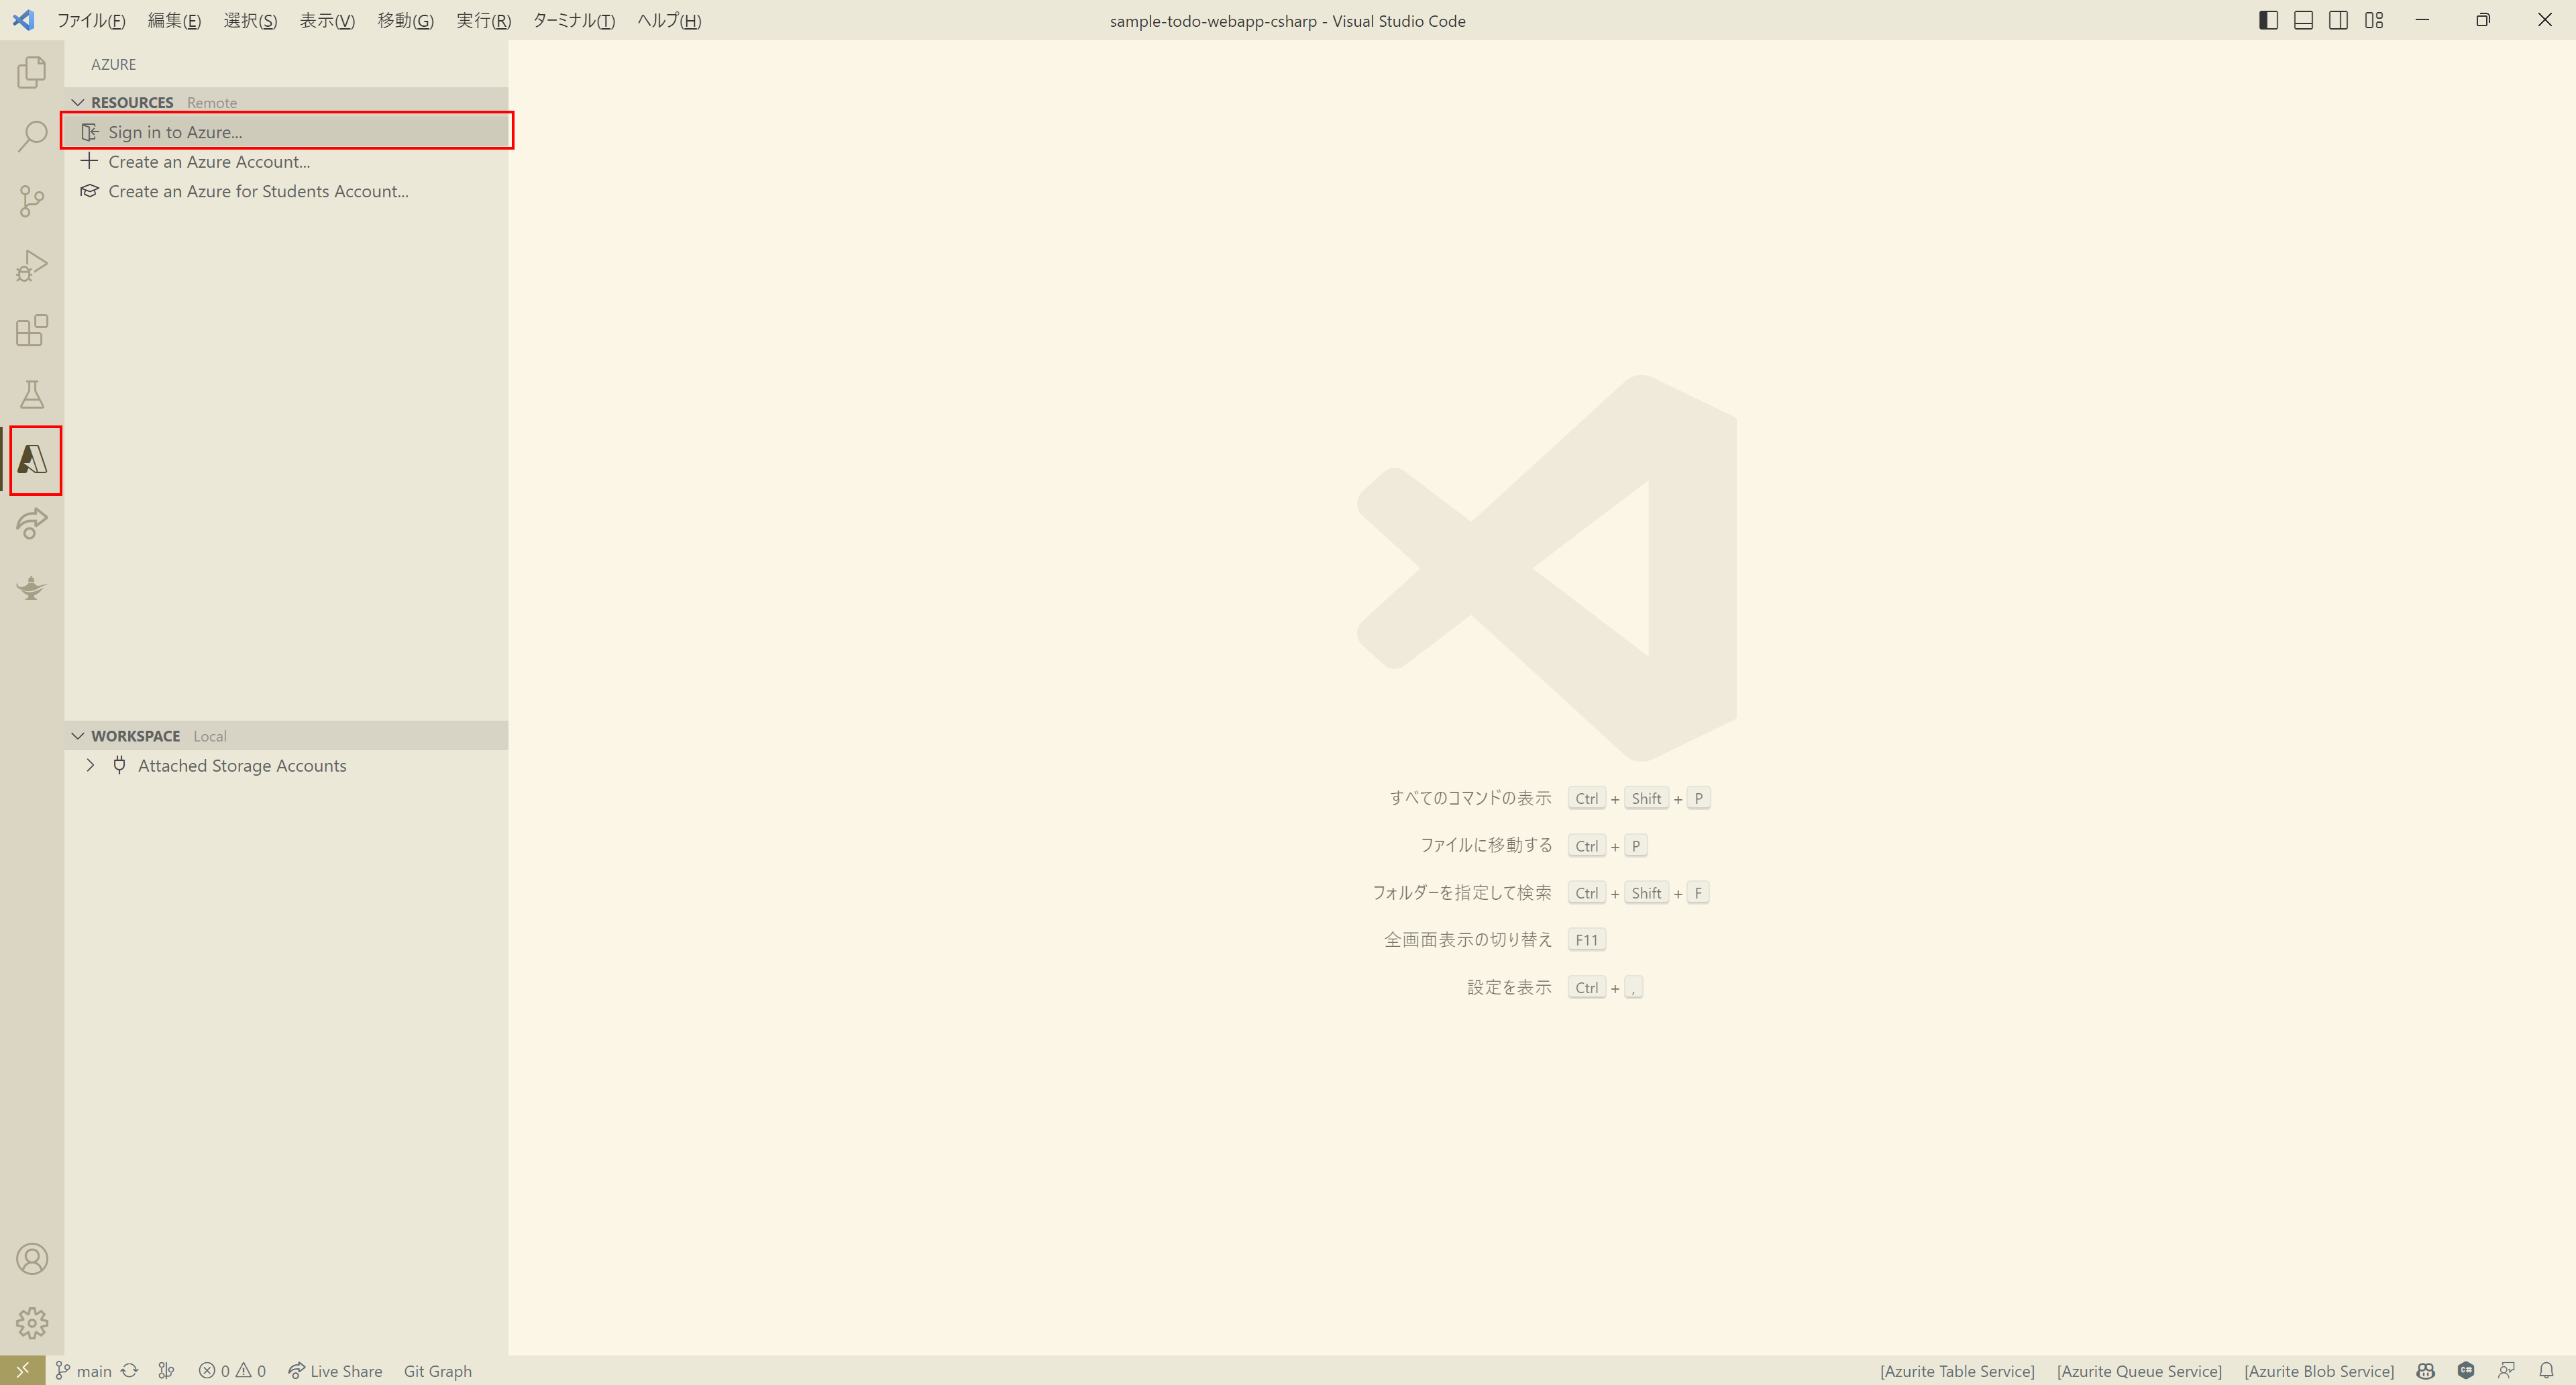 ファイル(F) 編集(E) 選択(S) 表示(V) 移動(G) 実行(R) ターミナル(T) ヘルプ(H) sample-todo-webapp-csharp - Visual Studio Code
AZURE
RESOURCES Remote
Sign in to Azure...
Create an Azure Account...
Create an Azure for Students Account...
WORKSPACE Local
Attached Storage Accounts
すべてのコマンドの表示 Ctrl + Shift + P
ファイルに移動する Ctrl + P
フォルダーを指定して検索 Ctrl + Shift + F
全画面表示の切り替え F11
設定を表示 Ctrl + ,
main 0 0 Live Share Git Graph [Azurite Table Service] [Azurite Queue Service] [Azurite Blob Service]